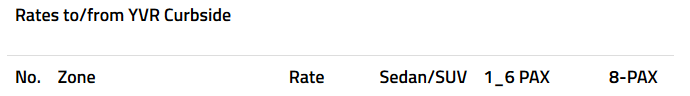 Rates to/from YVR Curbside
No. Zone Rate Sedan/SUV 1_6 PAX 8-PAX